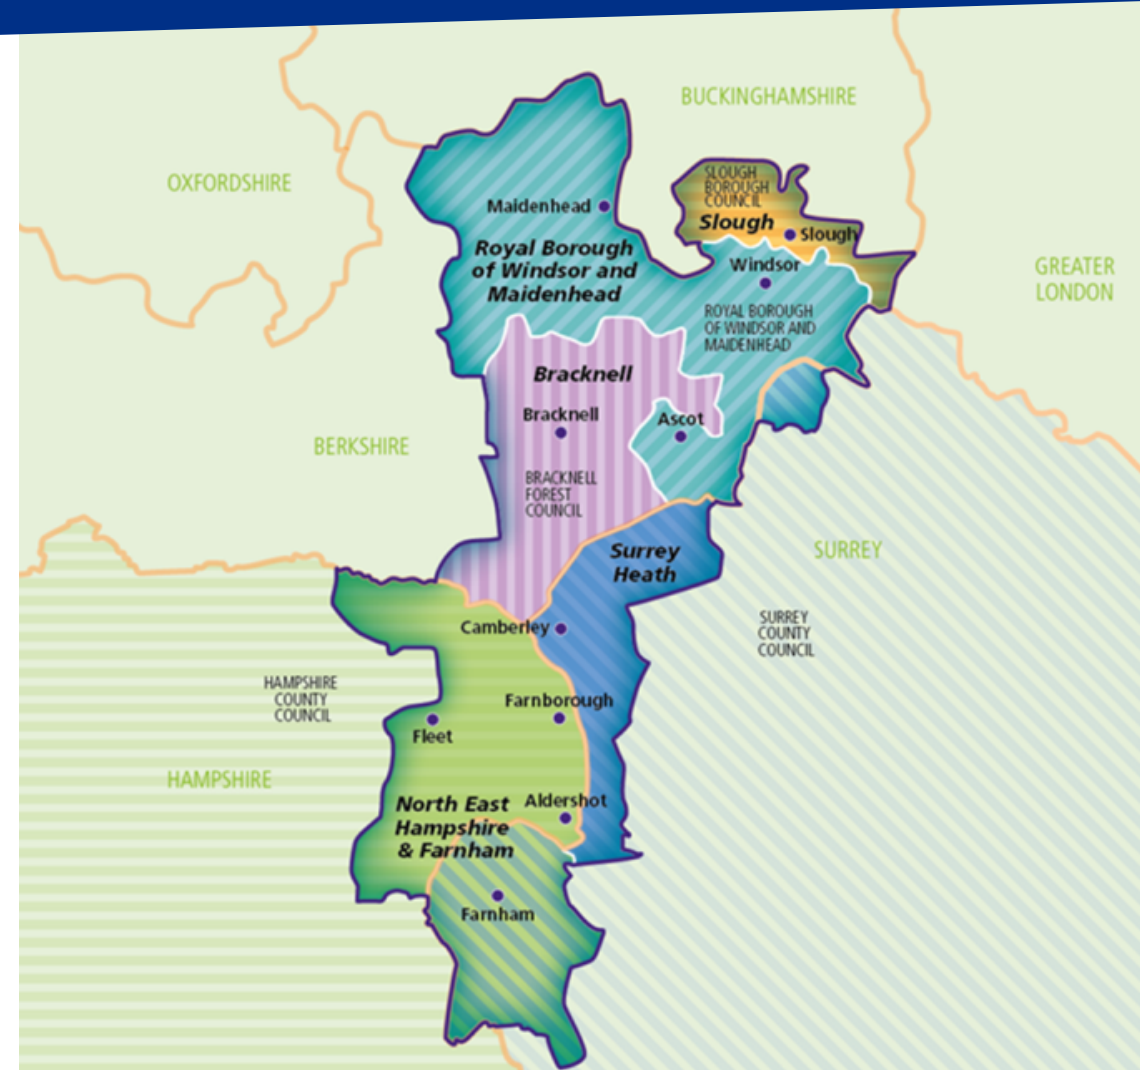 BUCKINGHAMSHIRE
OXFORDSHIRE
SLOUGH
BOROUGH
COUNCIL
Maidenhead
Slough
Slough
Royal Borough
of Windsor and
Maidenhead
Windsor
GREATER
LONDON
ROYAL BOROUGH
OF WINDSOR AND
MAIDENHEAD
Bracknell
Bracknell
Ascot
BERKSHIRE
BRACKNELL
FOREST
COUNCIL
Surrey
Heath
SURREY
Camberley
SURREY
COUNTY
COUNCIL
HAMPSHIRE
COUNTY
COUNCIL
Farnborough
Fleet
HAMPSHIRE
Aldershot
North East
Hampshire
& Farnham
Farnham